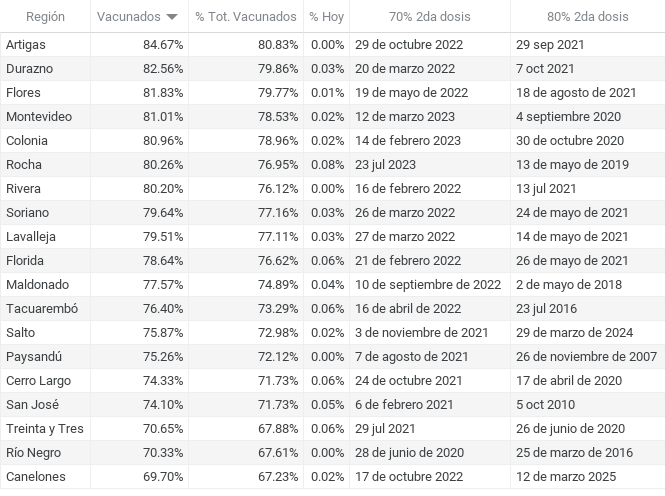 Región Vacunados % Tot. Vacunados % Hoy 70% 2da dosis 80% 2da dosis
Artigas 84.67% 80.83% 0.00% 29 de octubre 2022 29 sep 2021
Durazno 82.56% 79.86% 0.03% 20 de marzo 2022 7 oct 2021
Flores 81.83% 79.77% 0.01% 19 de mayo de 2022 18 de agosto de 2021
Montevideo 81.01% 78.53% 0.02% 12 de marzo 2023 4 septiembre 2020
Colonia 80.96% 78.96% 0.02% 14 de febrero 2023 30 de octubre 2020
Rocha 80.26% 76.95% 0.08% 23 jul 2023 13 de mayo de 2019
Rivera 80.20% 76.12% 0.00% 16 de febrero 2022 13 jul 2021
Soriano 79.64% 77.16% 0.03% 26 de marzo 2022 24 de mayo de 2021
Lavalleja 79.51% 77.11% 0.03% 27 de marzo 2022 14 de mayo de 2021
Florida 78.64% 76.62% 0.06% 21 de febrero 2022 26 de mayo de 2021
Maldonado 77.57% 74.89% 0.04% 10 de septiembre de 2022 2 de mayo de 2018
Tacuarembó 76.40% 73.29% 0.06% 16 de abril de 2022 23 jul 2016
Salto 75.87% 72.98% 0.02% 3 de noviembre de 2021 29 de marzo de 2024
Paysandú 75.26% 72.12% 0.00% 7 de agosto de 2021 26 de noviembre de 2007
Cerro Largo 74.33% 71.73% 0.06% 24 de octubre 2021 17 de abril de 2020
San José 74.10% 71.73% 0.05% 6 de febrero 2021 5 oct 2010
Treinta y Tres 70.65% 67.88% 0.06% 29 jul 2021 26 de junio de 2020
Río Negro 70.33% 67.61% 0.00% 28 de junio de 2020 25 de marzo de 2016
Canelones 69.70% 67.23% 0.02% 17 de octubre 2022 12 de marzo 2025